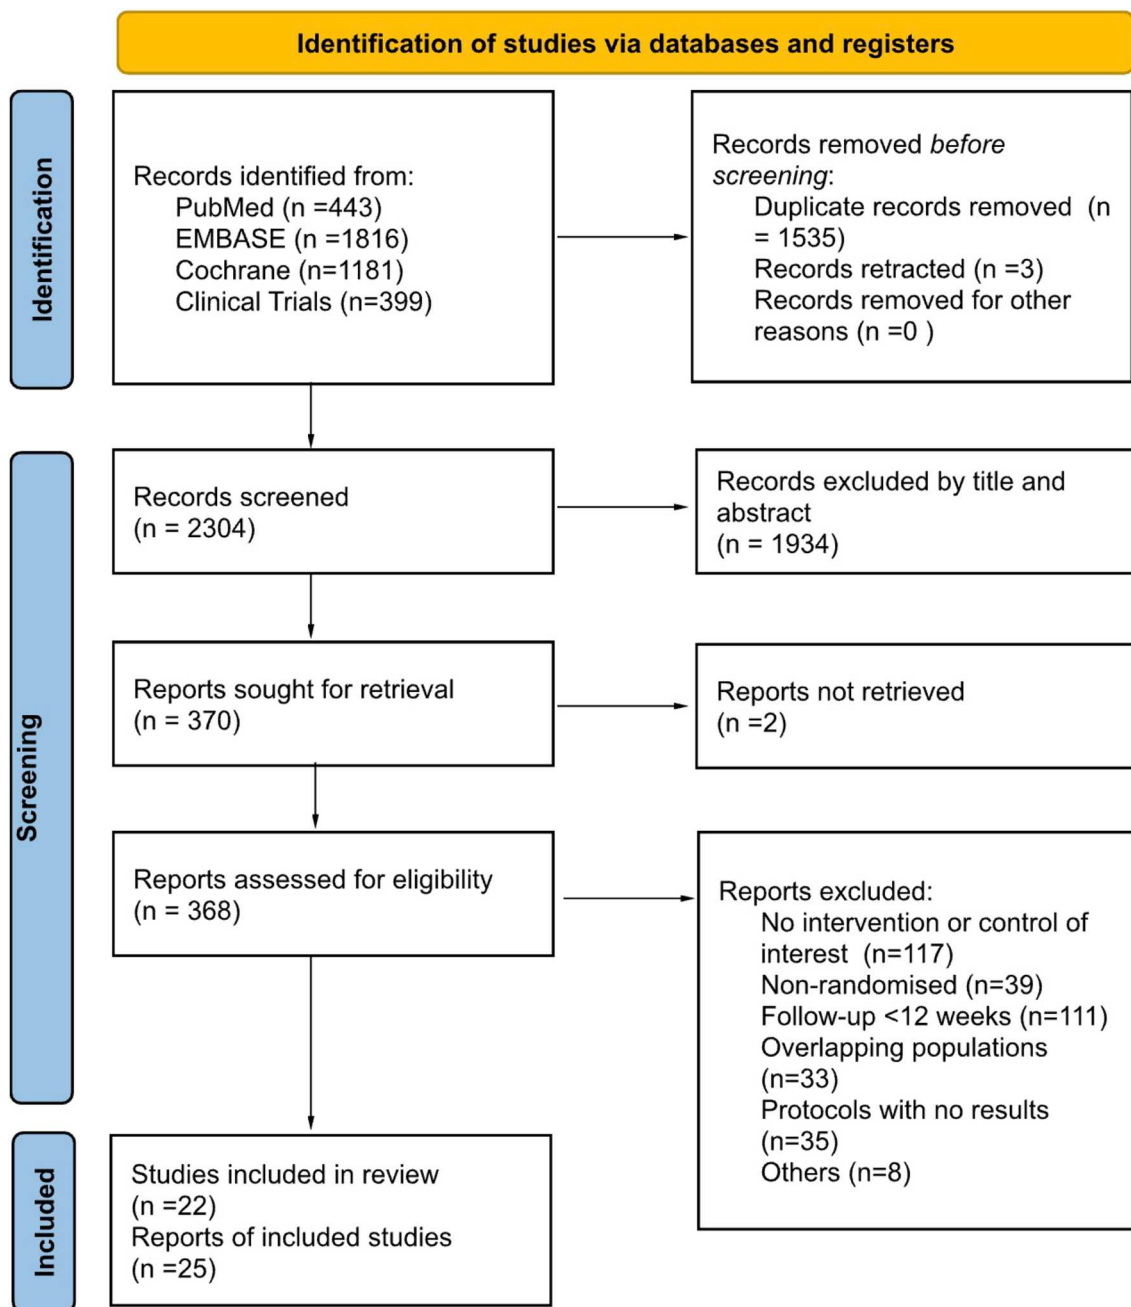 Identification of studies via databases and registers
Identification
Records identified from:
PubMed (n =443)
EMBASE (n =1816)
Cochrane (n=1181)
Clinical Trials (n=399)
Records removed before
screening:
Duplicate records removed  (n
= 1535)
Records retracted (n =3)
Records removed for other
reasons (n =0 )
Screening
Records screened
(n = 2304)
Records excluded by title and
abstract
(n = 1934)
Reports sought for retrieval
(n = 370)
Reports not retrieved
(n =2)
Reports assessed for eligibility
(n = 368)
Reports excluded:
No intervention or control of
interest  (n=117)
Non-randomised (n=39)
Follow-up <12 weeks (n=111)
Overlapping populations
(n=33)
Protocols with no results
(n=35)
Others (n=8)
Included
Studies included in review
(n =22)
Reports of included studies
(n =25)